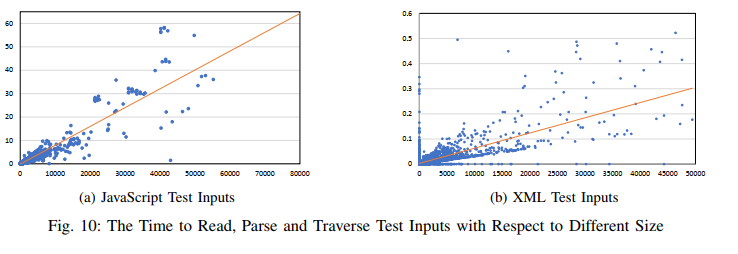 60
50
40
30
20
10
0
0 10000 20000 30000 40000 50000 60000 70000 80000
(a) JavaScript Test Inputs
0.6
0.5
0.4
0.3
0.2
0.1
0
0 5000 10000 15000 20000 25000 30000 35000 40000 45000 50000
(b) XML Test Inputs
Fig. 10: The Time to Read, Parse and Traverse Test Inputs with Respect to Different Size